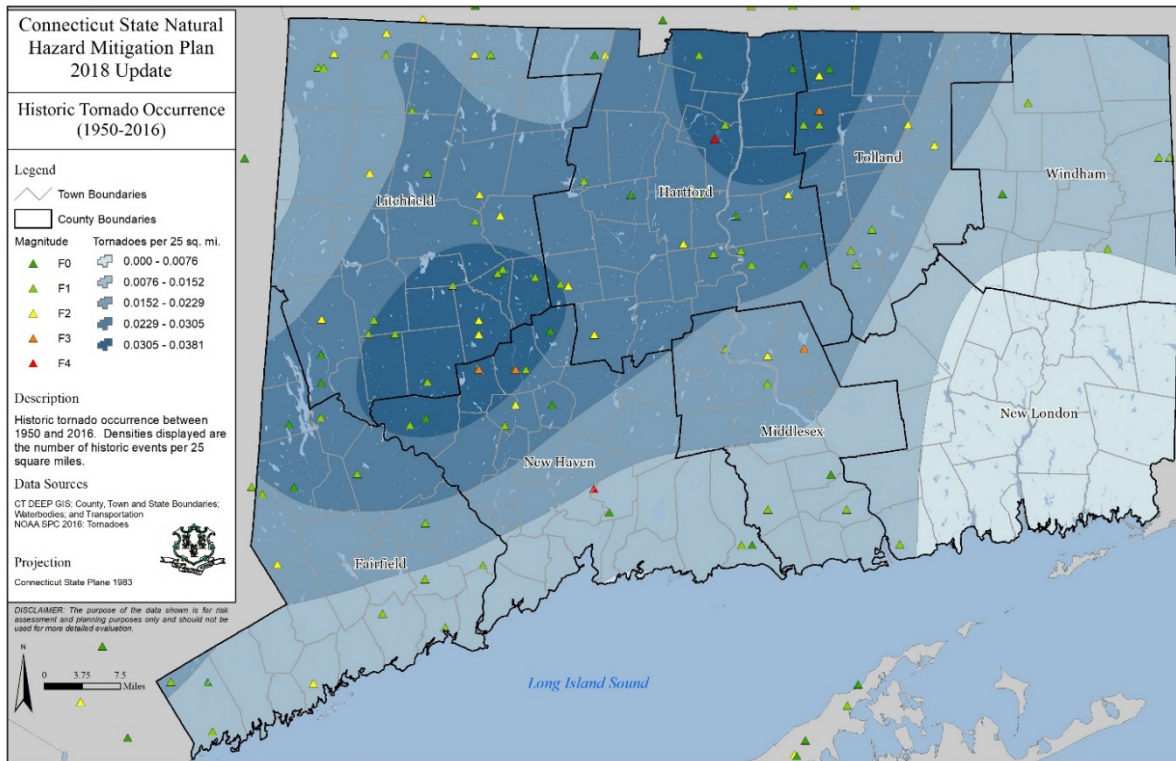 Connecticut State Natural
Hazard Mitigation Plan
2018 Update
Historic Tornado Occurrence
(1950-2016)
Legend
Town Boundaries
County Boundaries
Magnitude Tornadoes per 25 sq. mi.
F0 0.000 - 0.0076
F1 0.0076 - 0.0152
F2 0.0152 - 0.0229
F3 0.0229 - 0.0305
F4 0.0305 - 0.0381
Description
Historic tornado occurrence between
1950 and 2016. Densities displayed are
the number of historic events per 25
square miles.
Data Sources
CT DEEP GIS: County, Town and State Boundaries;
Waterbodies; and Transportation
NOAA SPC 2016: Tornadoes
Projection
Connecticut State Plane 1983
DISCLAIMER: The purpose of the data shown is for risk
assessment and planning purposes only and should not be
used for more detailed evaluation.
N
0 3.75 7.5
Miles
Litchfield
Hartford
Tolland
Windham
New London
Middlesex
New Haven
Fairfield
Long Island Sound